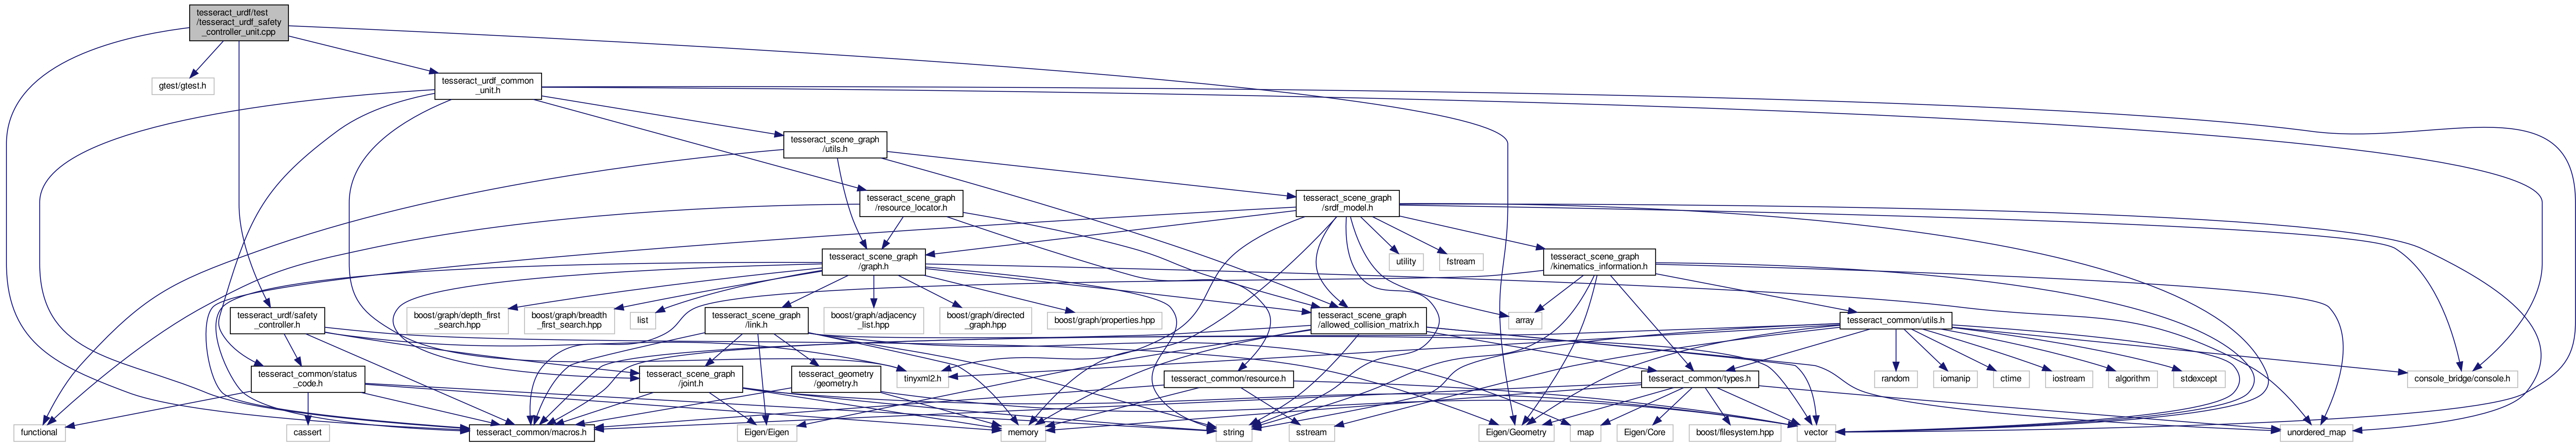 tesseract_urdf/test
/tesseract_urdf_safety
_controller_unit.cpp
gtest/gtest.h
tesseract_urdf_common
_unit.h
tesseract_scene_graph
/utils.h
tesseract_scene_graph
/resource_locator.h
tesseract_scene_graph
/srdf_model.h
tesseract_scene_graph
/graph.h
utility
fstream
tesseract_scene_graph
/kinematics_information.h
tesseract_urdf/safety
_controller.h
boost/graph/depth_first
_search.hpp
boost/graph/breadth
_first_search.hpp
list
tesseract_scene_graph
/link.h
boost/graph/adjacency
_list.hpp
boost/graph/directed
_graph.hpp
boost/graph/properties.hpp
tesseract_scene_graph
/allowed_collision_matrix.h
array
tesseract_common/utils.h
tesseract_common/status
_code.h
tesseract_scene_graph
/joint.h
tesseract_geometry
/geometry.h
tinyxml2.h
tesseract_common/resource.h
tesseract_common/types.h
random
iomanip
ctime
iostream
algorithm
stdexcept
console_bridge/console.h
functional
cassert
tesseract_common/macros.h
Eigen/Eigen
memory
string
sstream
Eigen/Geometry
map
Eigen/Core
boost/filesystem.hpp
vector
unordered_map